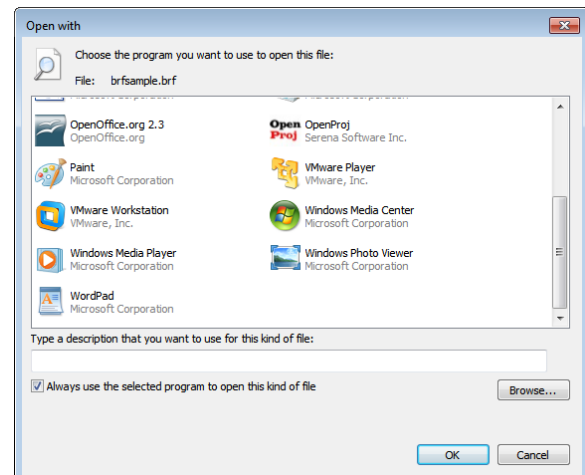 Open with
Choose the program you want to use to open this file:
File: brfsample.brf
OpenOffice.org 2.3
OpenOffice.org
Open Proj
OpenProj
Serena Software Inc.
Paint
Microsoft Corporation
VMware Player
VMware, Inc.
VMware Workstation
VMware, Inc.
Windows Media Center
Microsoft Corporation
Windows Media Player
Microsoft Corporation
Windows Photo Viewer
Microsoft Corporation
WordPad
Microsoft Corporation
Type a description that you want to use for this kind of file:
Always use the selected program to open this kind of file
Browse...
OK
Cancel